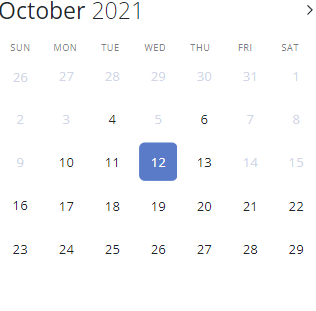 October 2021
SUN MON TUE WED THU FRI SAT
26 27 28 29 30 31 1
2 3 4 5 6 7 8
9 10 11 12 13 14 15
16 17 18 19 20 21 22
23 24 25 26 27 28 29